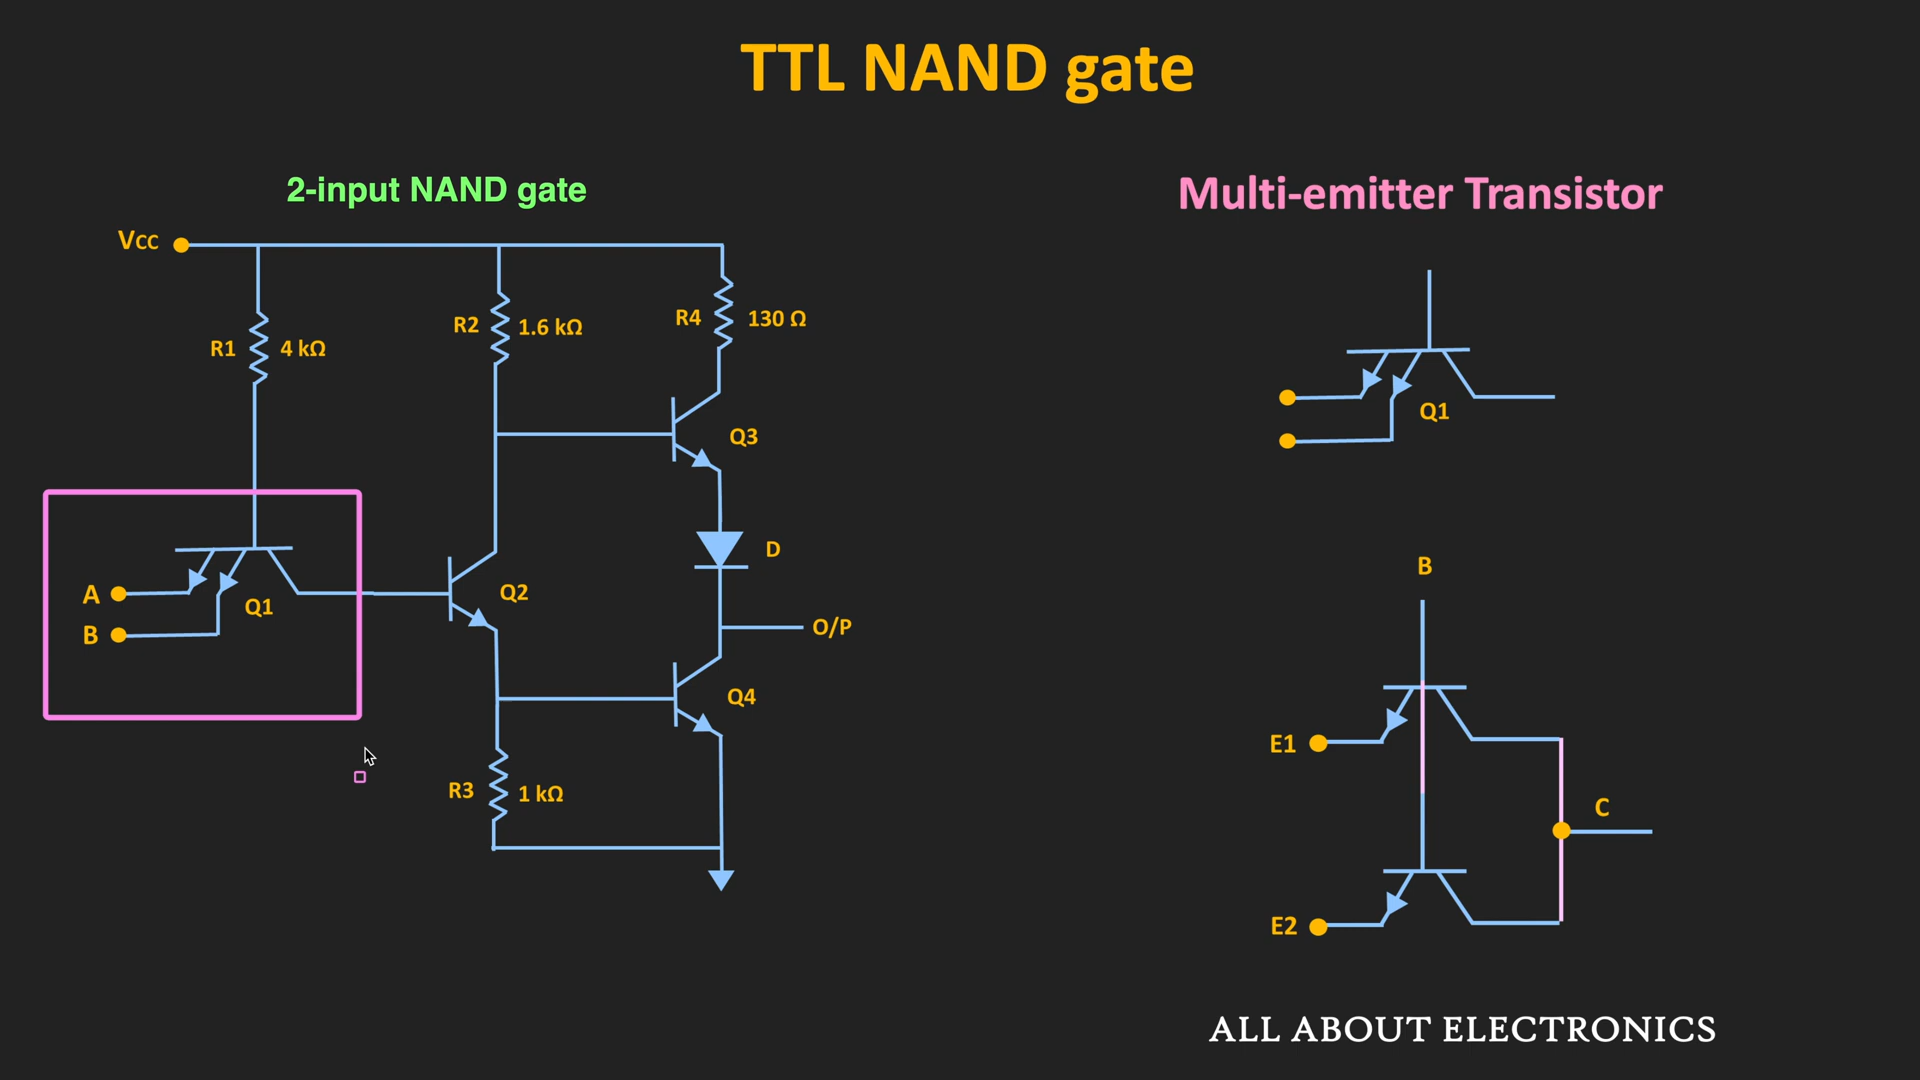 TTL NAND gate
2-input NAND gate
Multi-emitter Transistor
VCC
R1
4 kΩ
R2
1.6 kΩ
R4
130 Ω
Q3
D
A
B
Q1
Q2
O/P
Q4
R3
1 kΩ
Q1
B
E1
C
E2
ALL ABOUT ELECTRONICS